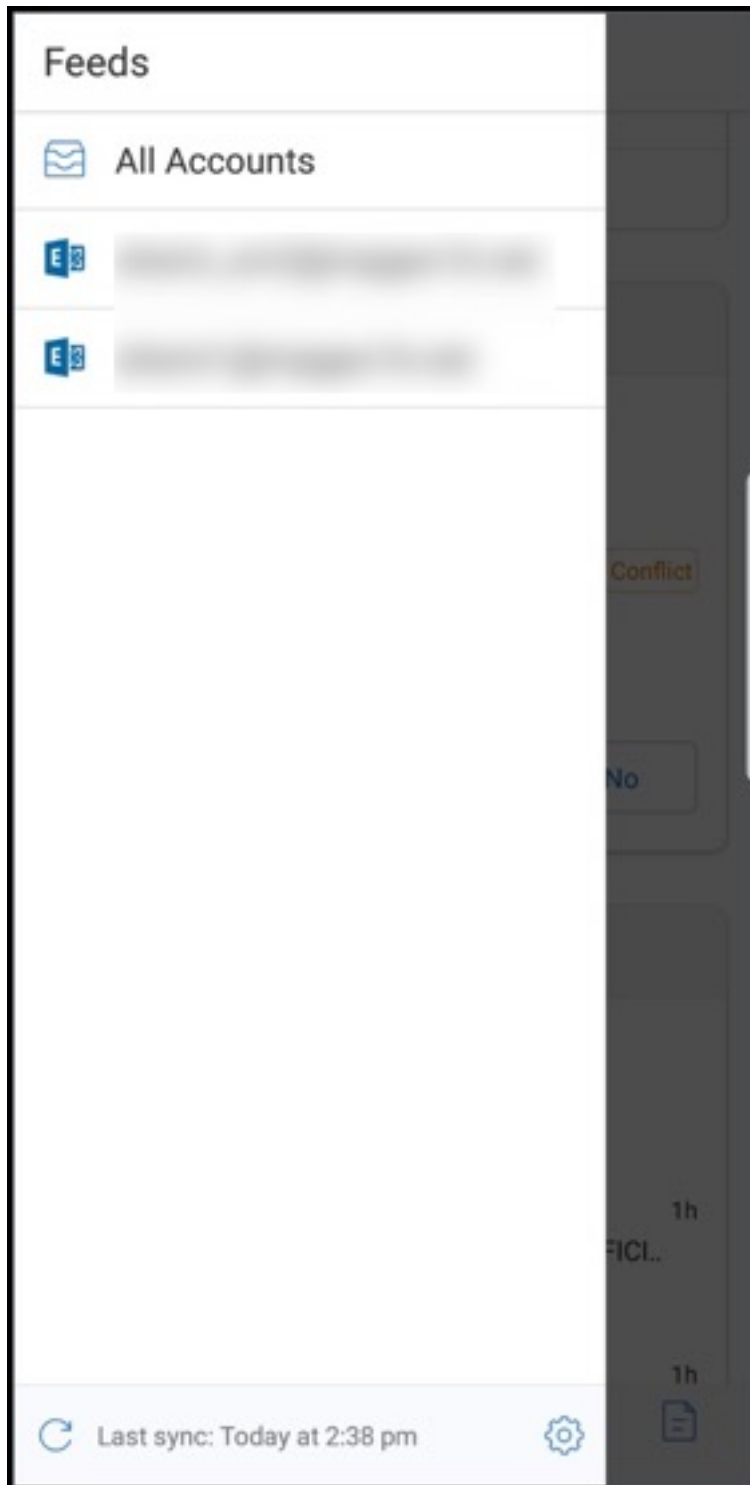 Feeds
All Accounts
E
E
Conflict
No
1h
FICI..
1h
Last sync: Today at 2:38 pm